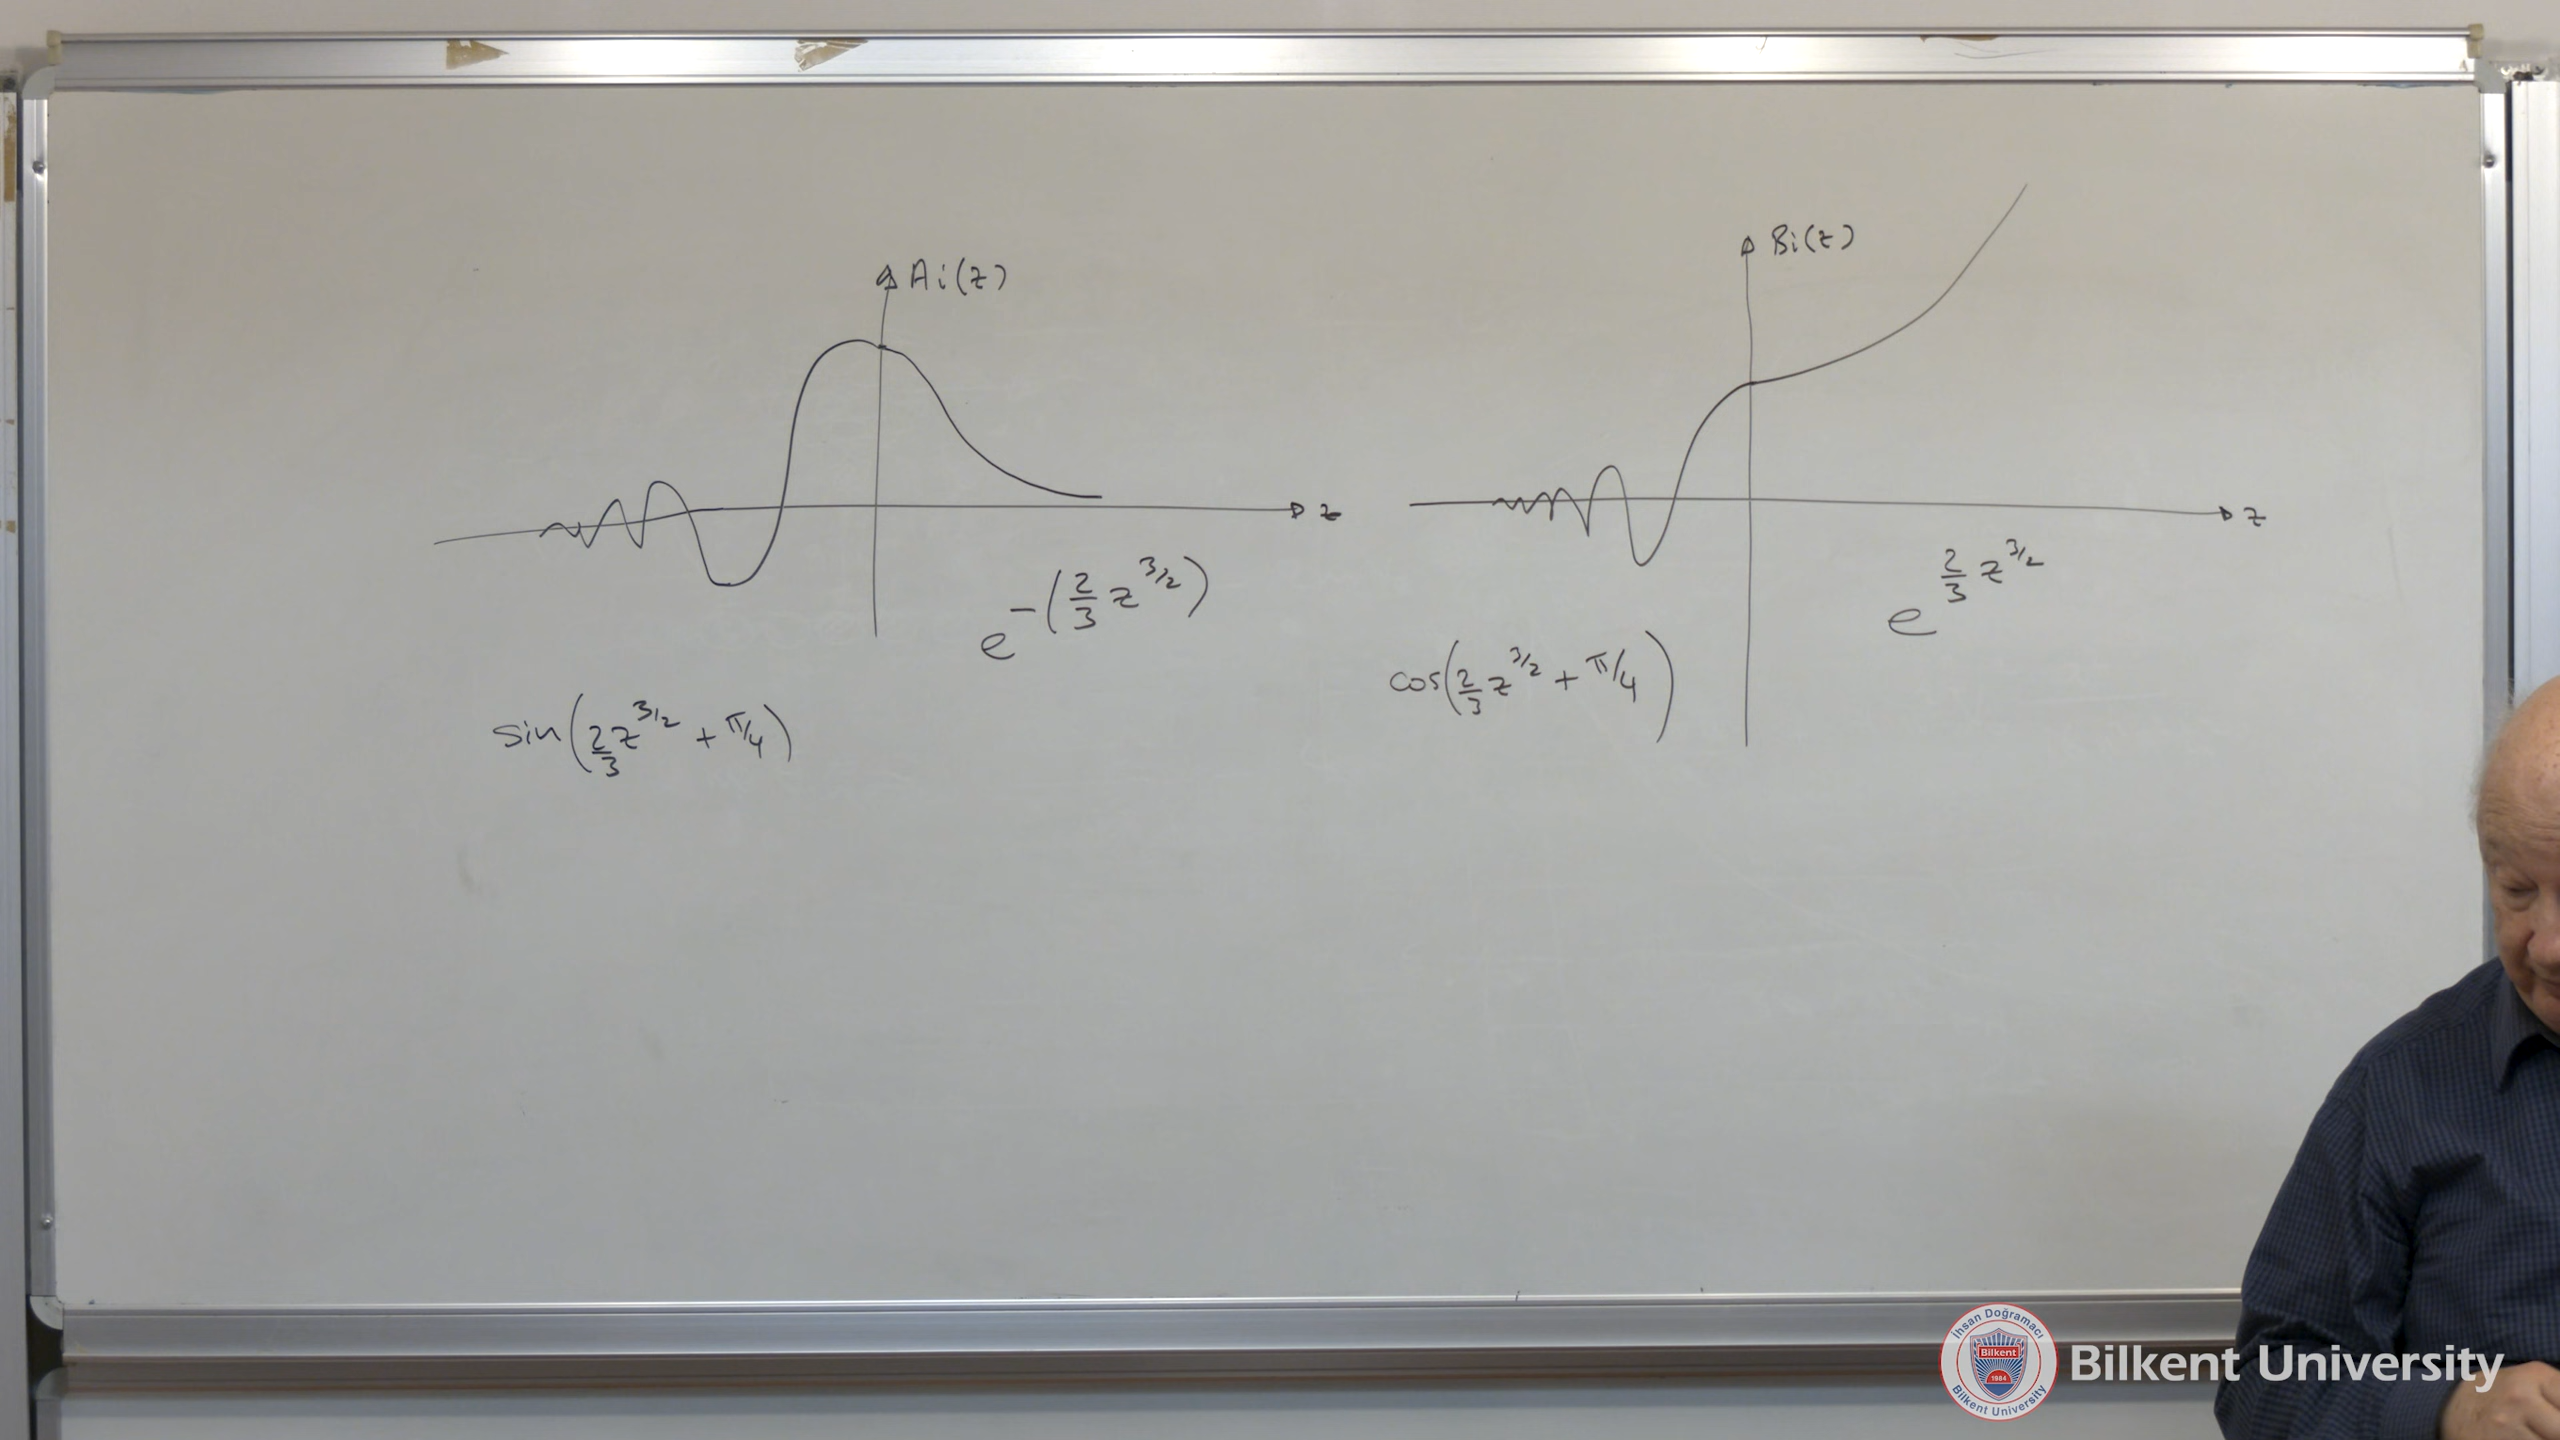 Ai(z)
z
e^{-(2/3 z^{3/2})}
sin(2/3 z^{3/2} + π/4)
Bi(z)
z
e^{2/3 z^{3/2}}
cos(2/3 z^{3/2} + π/4)
İhsan Doğramacı
Bilkent
1984
Bilkent University
Bilkent University